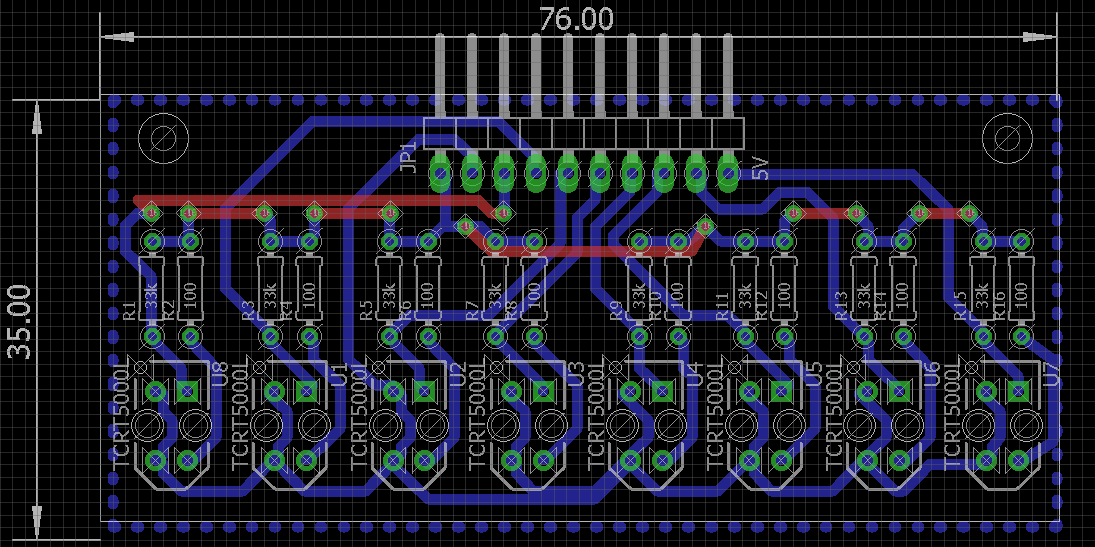 76.00
35.00
JP1
5V
R1
33k
R2
100
R3
33k
R4
100
R5
33k
R6
100
R7
33k
R8
100
R9
33k
R10
100
R11
33k
R12
100
R13
33k
R14
100
R15
33k
R16
100
TCRT5000L
U8
TCRT5000L
U1
TCRT5000L
U2
TCRT5000L
U3
TCRT5000L
U4
TCRT5000L
U5
TCRT5000L
U6
TCRT5000L
U7